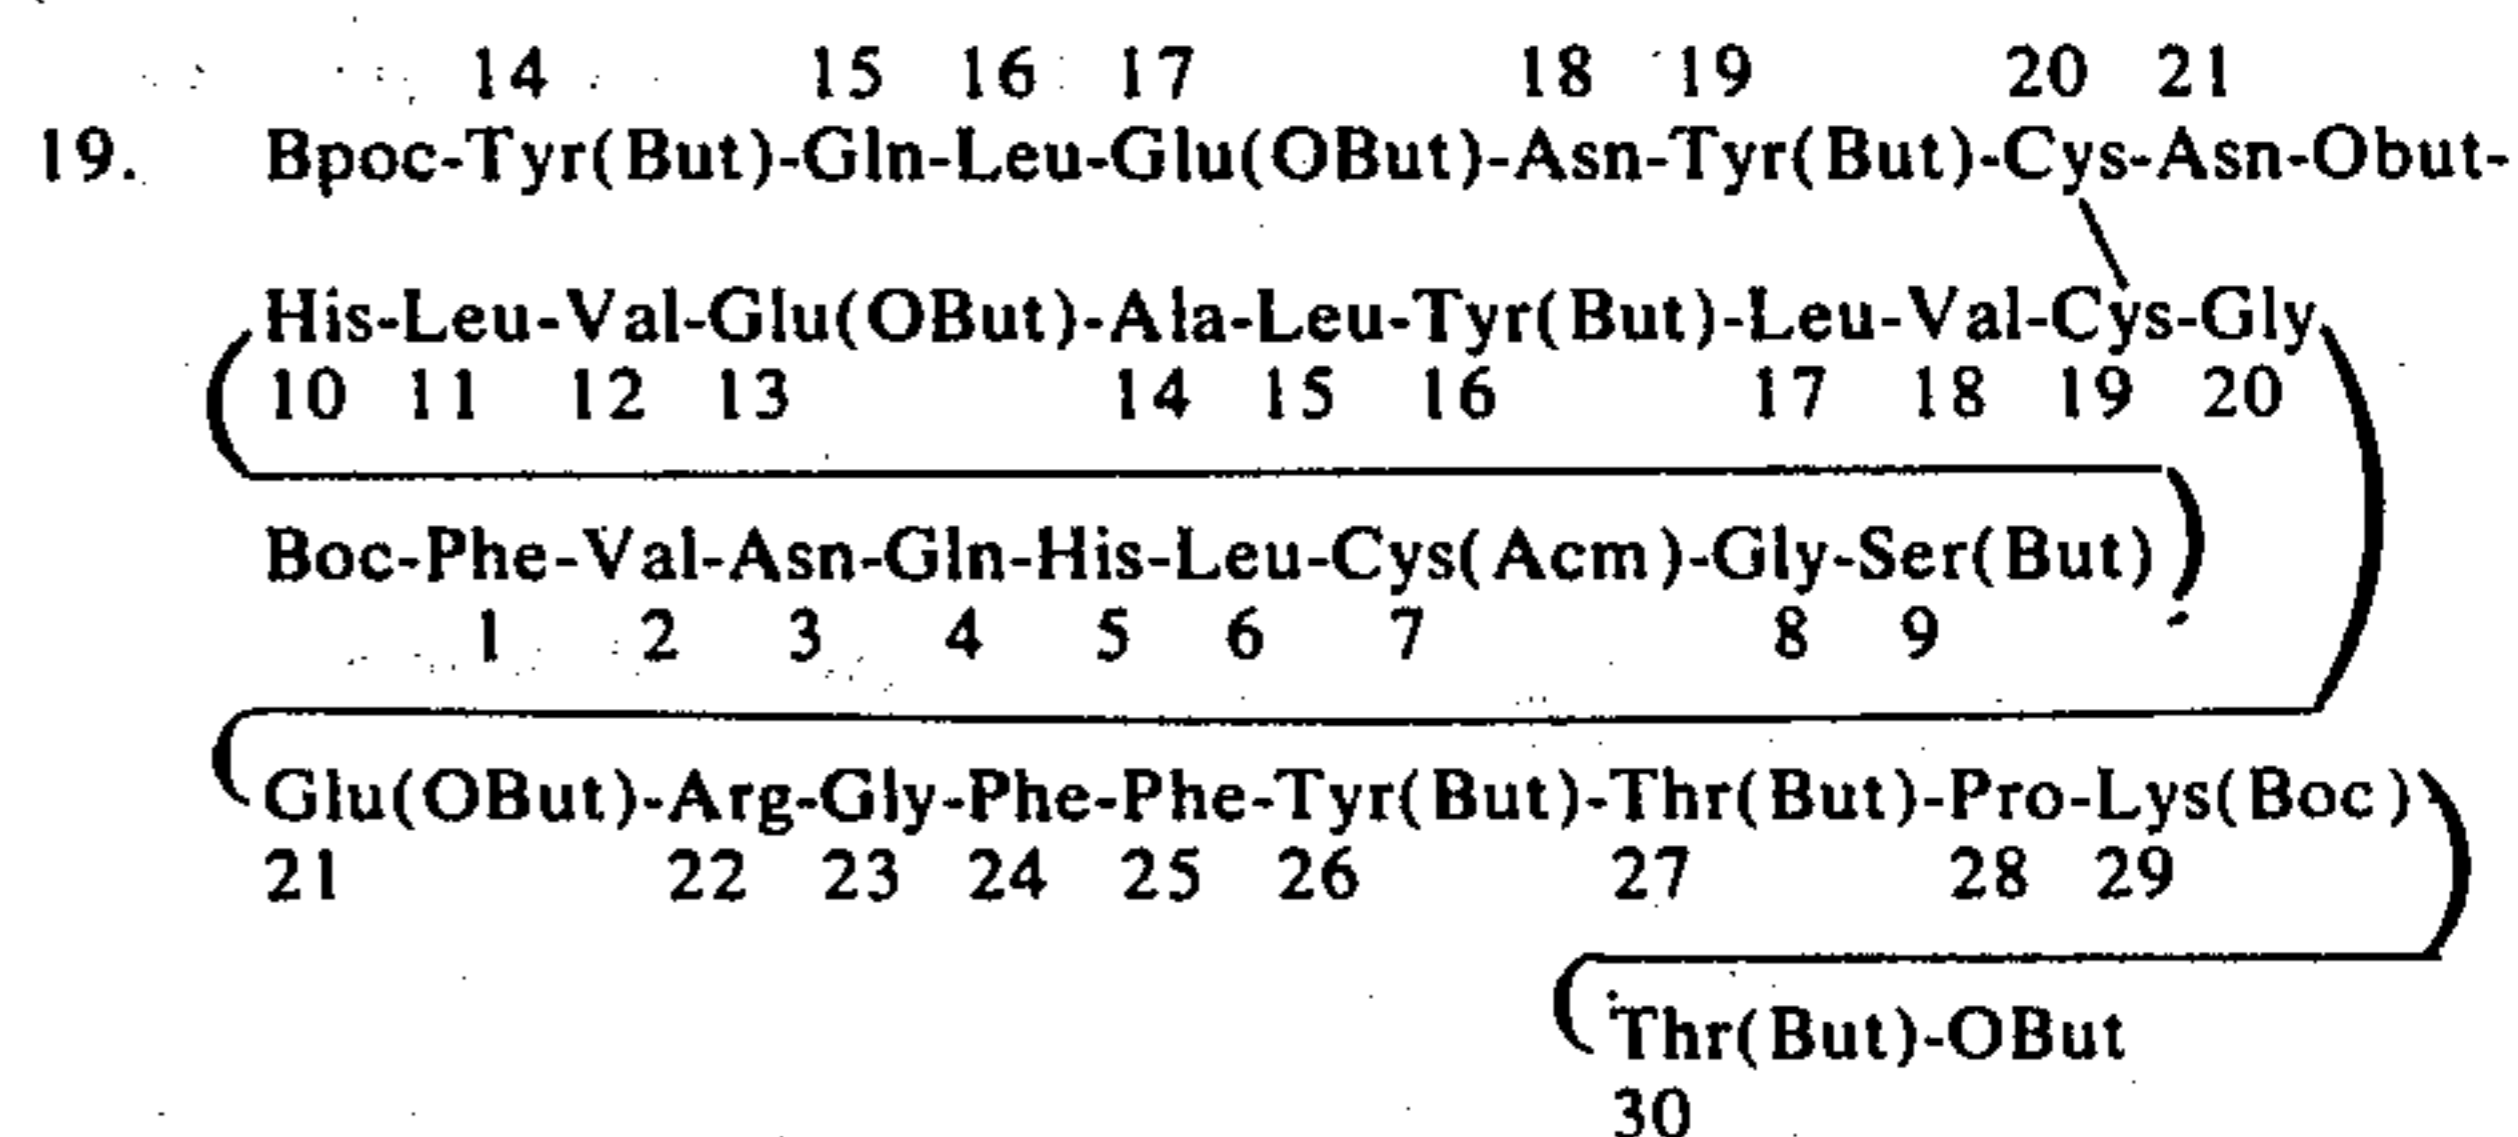 14 15 16 17 18 19 20 21
19. Bpoc-Tyr(But)-Gln-Leu-Glu(OBut)-Asn-Tyr(But)-Cys-Asn-Obut-
His-Leu-Val-Glu(OBut)-Ala-Leu-Tyr(But)-Leu-Val-Cys-Gly
10 11 12 13 14 15 16 17 18 19 20
Boc-Phe-Val-Asn-Gln-His-Leu-Cys(Acm)-Gly-Ser(But)
1 2 3 4 5 6 7 8 9
Glu(OBut)-Arg-Gly-Phe-Phe-Tyr(But)-Thr(But)-Pro-Lys(Boc)
21 22 23 24 25 26 27 28 29
Thr(But)-OBut
30